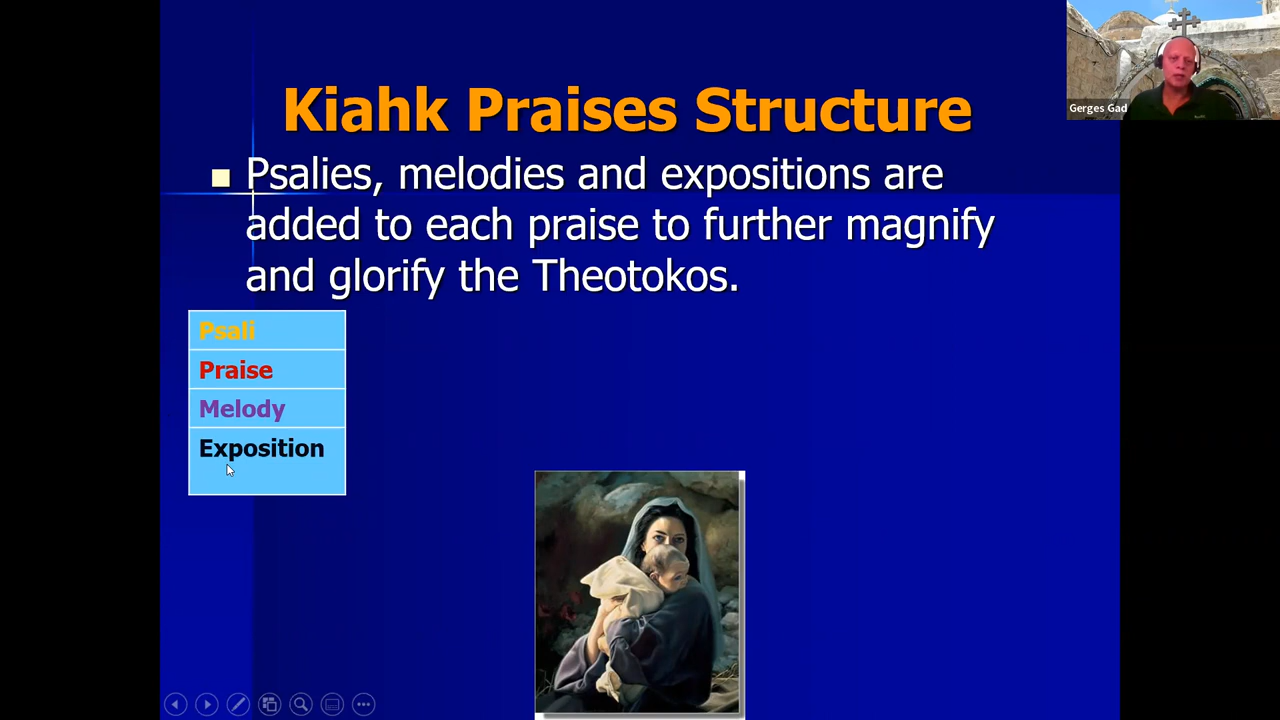 Kiahk Praises Structure
Gerges Gad
Psalies, melodies and expositions are
added to each praise to further magnify
and glorify the Theotokos.
Psali
Praise
Melody
Exposition